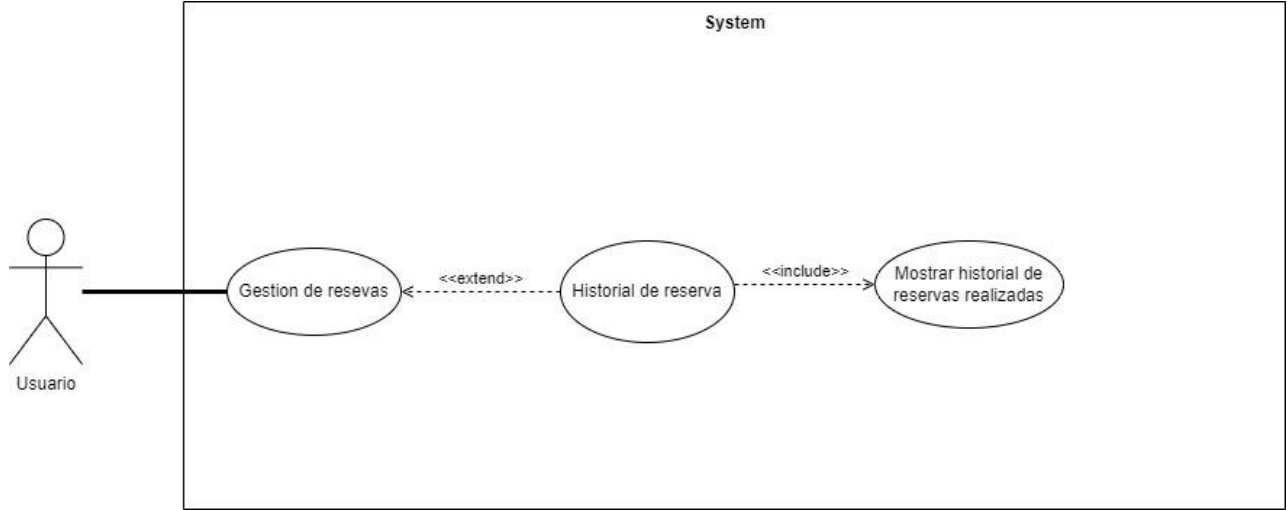 System
Gestion de resevas
<<extend>>
Historial de reserva
<<include>>
Mostrar historial de
reservas realizadas
Usuario